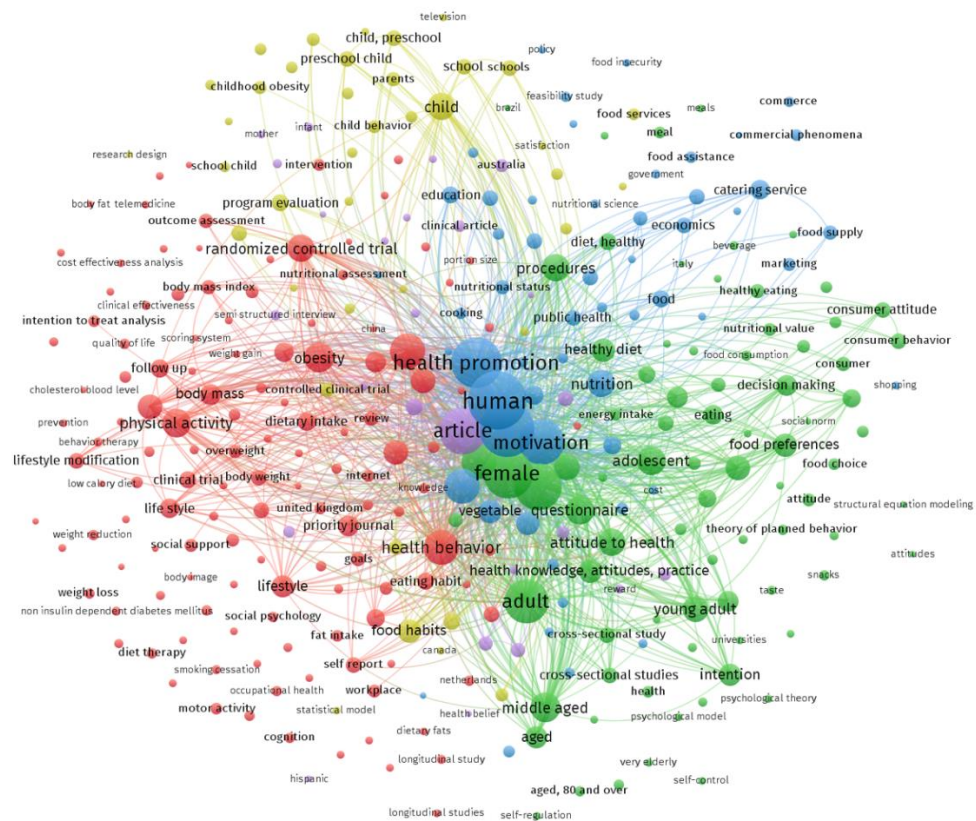 television
child, preschool
preschool child
school
schools
policy
food insecurity
parents
childhood obesity
feasibility study
commerce
child
brazil
meals
food services
infant
child behavior
mother
meal
commercial phenomena
satisfaction
research design
school child
intervention
australia
food assistance
government
education
nutritional science
catering service
body fat
telemedicine
program evaluation
outcome assessment
clinical article
economics
food supply
randomized controlled trial
diet, healthy
beverage
cost effectiveness analysis
portion size
procedures
italy
marketing
nutritional assessment
nutritional status
body mass index
healthy eating
clinical effectiveness
food
semi structured interview
cooking
consumer attitude
intention to treat analysis
public health
scoring system
china
nutritional value
quality of life
consumer behavior
weight gain
healthy diet
food consumption
obesity
health promotion
follow up
consumer
cholesterol blood level
body mass
controlled clinical trial
nutrition
decision making
shopping
human
prevention
physical activity
dietary intake
review
energy intake
eating
social norm
article
motivation
behavior therapy
food preferences
overweight
lifestyle modification
internet
adolescent
food choice
female
low calory diet
clinical trial
body weight
knowledge
cost
attitude
structural equation modeling
life style
united kingdom
vegetable
questionnaire
priority journal
theory of planned behavior
weight reduction
social support
health behavior
attitude to health
attitudes
goals
health knowledge, attitudes, practice
snacks
body image
lifestyle
eating habit
reward
taste
weight loss
adult
young adult
non insulin dependent diabetes mellitus
social psychology
food habits
fat intake
cross-sectional study
universities
diet therapy
canada
self report
smoking cessation
cross-sectional studies
intention
netherlands
occupational health
workplace
health
psychological theory
motor activity
statistical model
middle aged
health belief
psychological model
dietary fats
cognition
aged
longitudinal study
very elderly
hispanic
self-control
aged, 80 and over
longitudinal studies
self-regulation